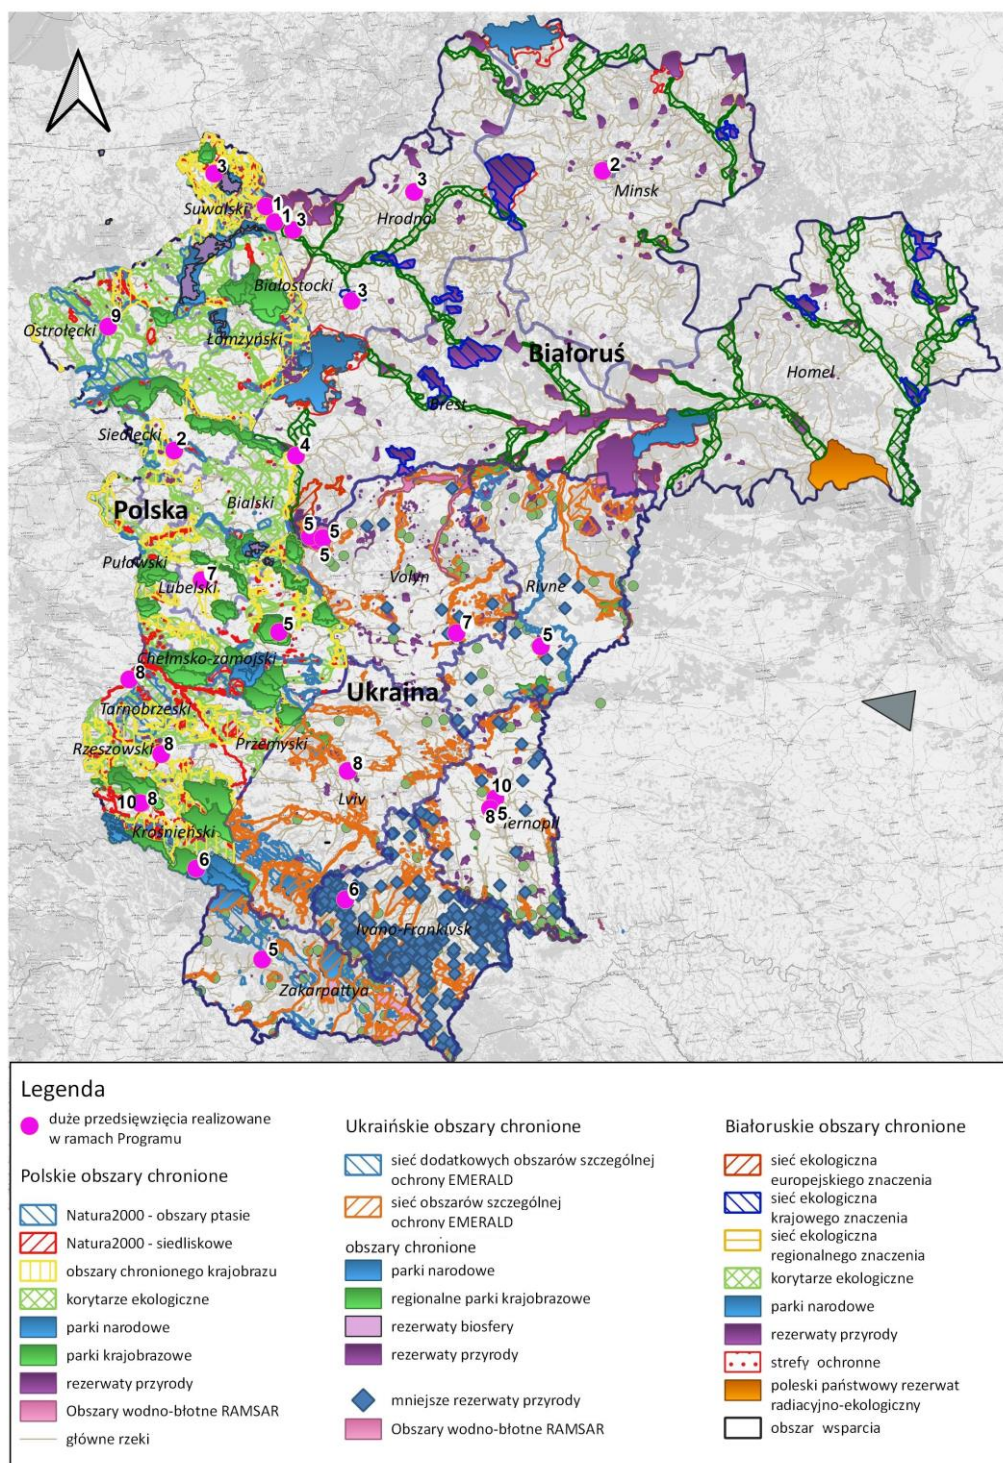 3
Suwalski
1
1
3
3
Hrodna
2
Minsk
Białostocki
3
Ostrołęcki
9
Łomżyński
Białoruś
Homel
Brest
Siedlecki
2
4
Polska
Bialski
5
5
5
Puławski
Lubelski
7
Volyn
Rivne
7
5
5
Chełmsko-zamojski
8
Ukraina
Tarnobrzeski
Rzeszowski
8
Przemyski
8
Lviv
10
8
10
8
5
Ternopil
Krośnieński
6
6
Ivano-Frankivsk
5
Zakarpattya
Legenda
duże przedsięwzięcia realizowane
w ramach Programu
Polskie obszary chronione
Natura2000 - obszary ptasie
Natura2000 - siedliskowe
obszary chronionego krajobrazu
korytarze ekologiczne
parki narodowe
parki krajobrazowe
rezerwaty przyrody
Obszary wodno-błotne RAMSAR
główne rzeki
Ukraińskie obszary chronione
sieć dodatkowych obszarów szczególnej
ochrony EMERALD
sieć obszarów szczególnej
ochrony EMERALD
obszary chronione
parki narodowe
regionalne parki krajobrazowe
rezerwaty biosfery
rezerwaty przyrody
mniejsze rezerwaty przyrody
Obszary wodno-błotne RAMSAR
Białoruskie obszary chronione
sieć ekologiczna
europejskiego znaczenia
sieć ekologiczna
krajowego znaczenia
sieć ekologiczna
regionalnego znaczenia
korytarze ekologiczne
parki narodowe
rezerwaty przyrody
strefy ochronne
poleski państwowy rezerwat
radiacyjno-ekologiczny
obszar wsparcia